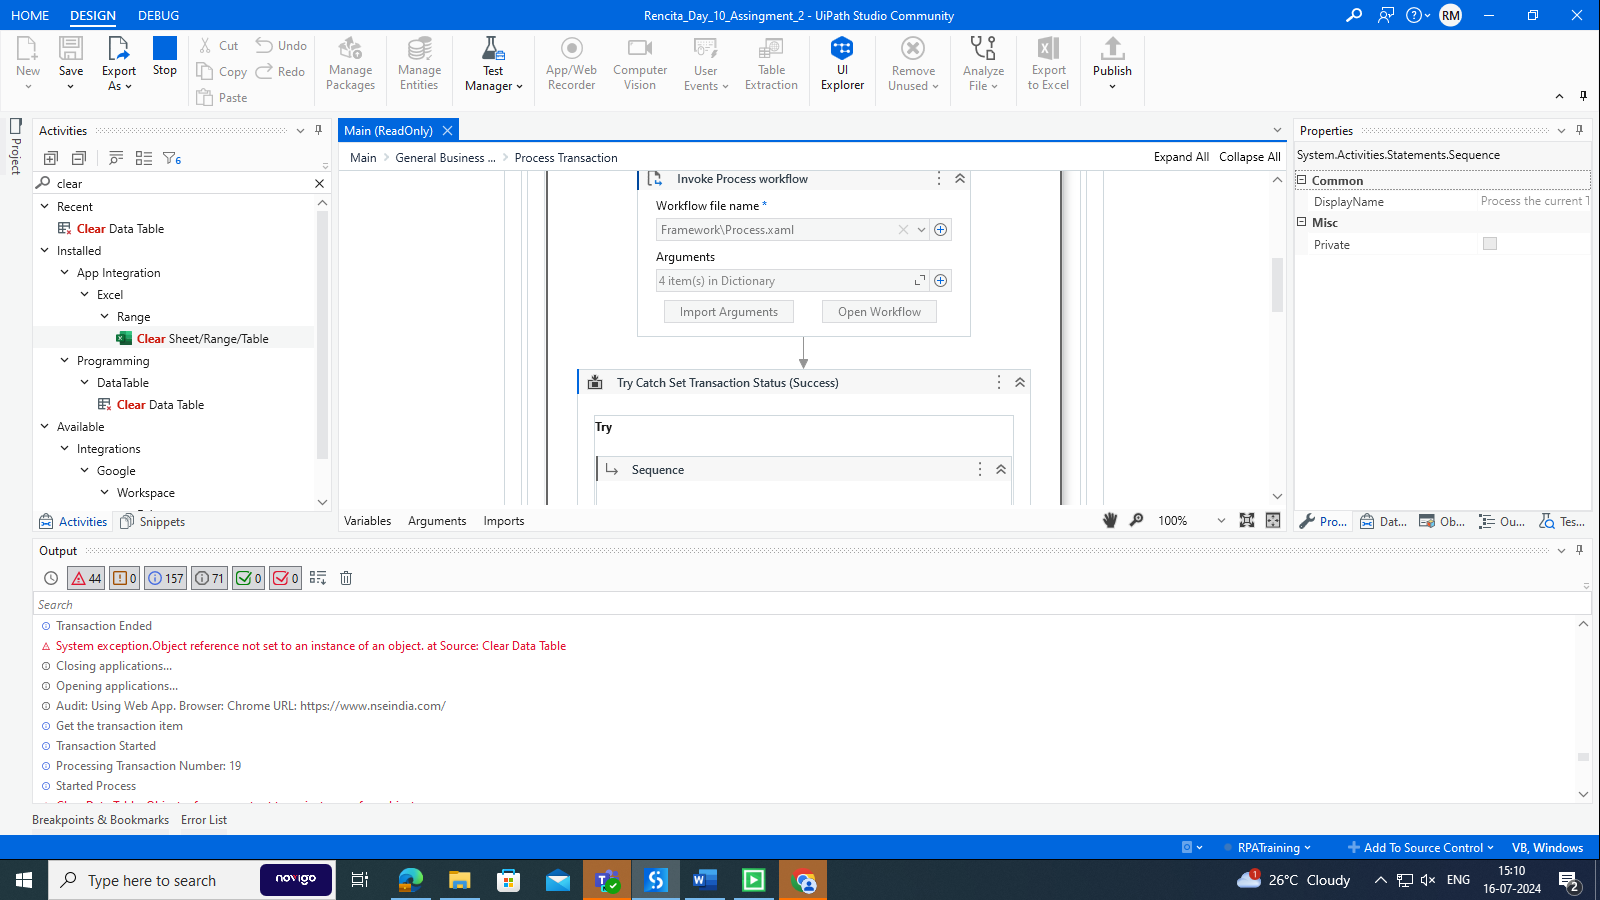 HOME DESIGN DEBUG
Rencita_Day_10_Assingment_2 - UiPath Studio Community
RM
New
Save
Export As
Stop
Cut
Copy
Paste
Undo
Redo
Manage Packages
Manage Entities
Test Manager
App/Web Recorder
Computer Vision
User Events
Table Extraction
UI Explorer
Remove Unused
Analyze File
Export to Excel
Publish
Project
Activities
6
clear
Recent
Clear Data Table
Installed
App Integration
Excel
Range
Clear Sheet/Range/Table
Programming
DataTable
Clear Data Table
Available
Integrations
Google
Workspace
Activities Snippets
Main (ReadOnly)
Main General Business ... Process Transaction
Expand All Collapse All
Invoke Process workflow
Workflow file name *
Framework\Process.xaml
Arguments
4 item(s) in Dictionary
Import Arguments Open Workflow
Try Catch Set Transaction Status (Success)
Try
Sequence
Variables Arguments Imports
100%
Properties
System.Activities.Statements.Sequence
Common
DisplayName Process the current T
Misc
Private
Pro... Dat... Ob... Ou... Tes...
Output
44 0 157 71 0 0
Search
Transaction Ended
System exception.Object reference not set to an instance of an object. at Source: Clear Data Table
Closing applications...
Opening applications...
Audit: Using Web App. Browser: Chrome URL: https://www.nseindia.com/
Get the transaction item
Transaction Started
Processing Transaction Number: 19
Started Process
Breakpoints & Bookmarks Error List
RPATraining Add To Source Control VB, Windows
Type here to search
novigo
1
26°C Cloudy
ENG
15:10
16-07-2024
2